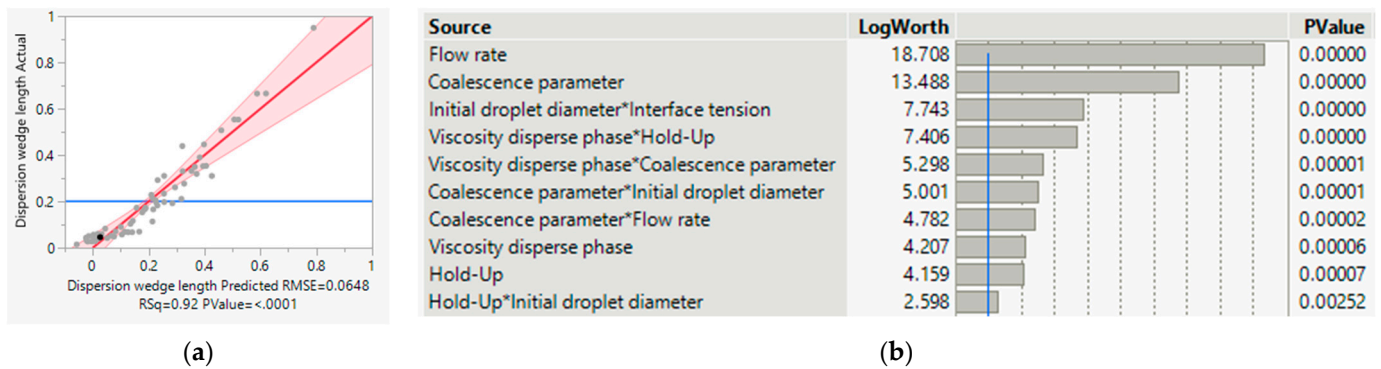 Dispersion wedge length Actual
1
0.8
0.6
0.4
0.2
0
0 0.2 0.4 0.6 0.8 1
Dispersion wedge length Predicted RMSE=0.0648
RSq=0.92 PValue=<.0001
(a)
Source LogWorth PValue
Flow rate 18.708 0.00000
Coalescence parameter 13.488 0.00000
Initial droplet diameter*Interface tension 7.743 0.00000
Viscosity disperse phase*Hold-Up 7.406 0.00000
Viscosity disperse phase*Coalescence parameter 5.298 0.00001
Coalescence parameter*Initial droplet diameter 5.001 0.00001
Coalescence parameter*Flow rate 4.782 0.00002
Viscosity disperse phase 4.207 0.00006
Hold-Up 4.159 0.00007
Hold-Up*Initial droplet diameter 2.598 0.00252
(b)